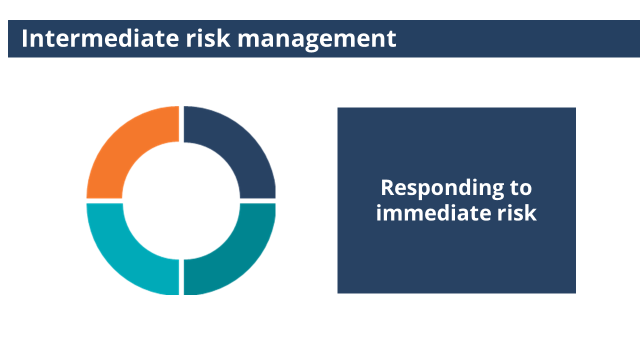 Intermediate risk management
Responding to
immediate risk